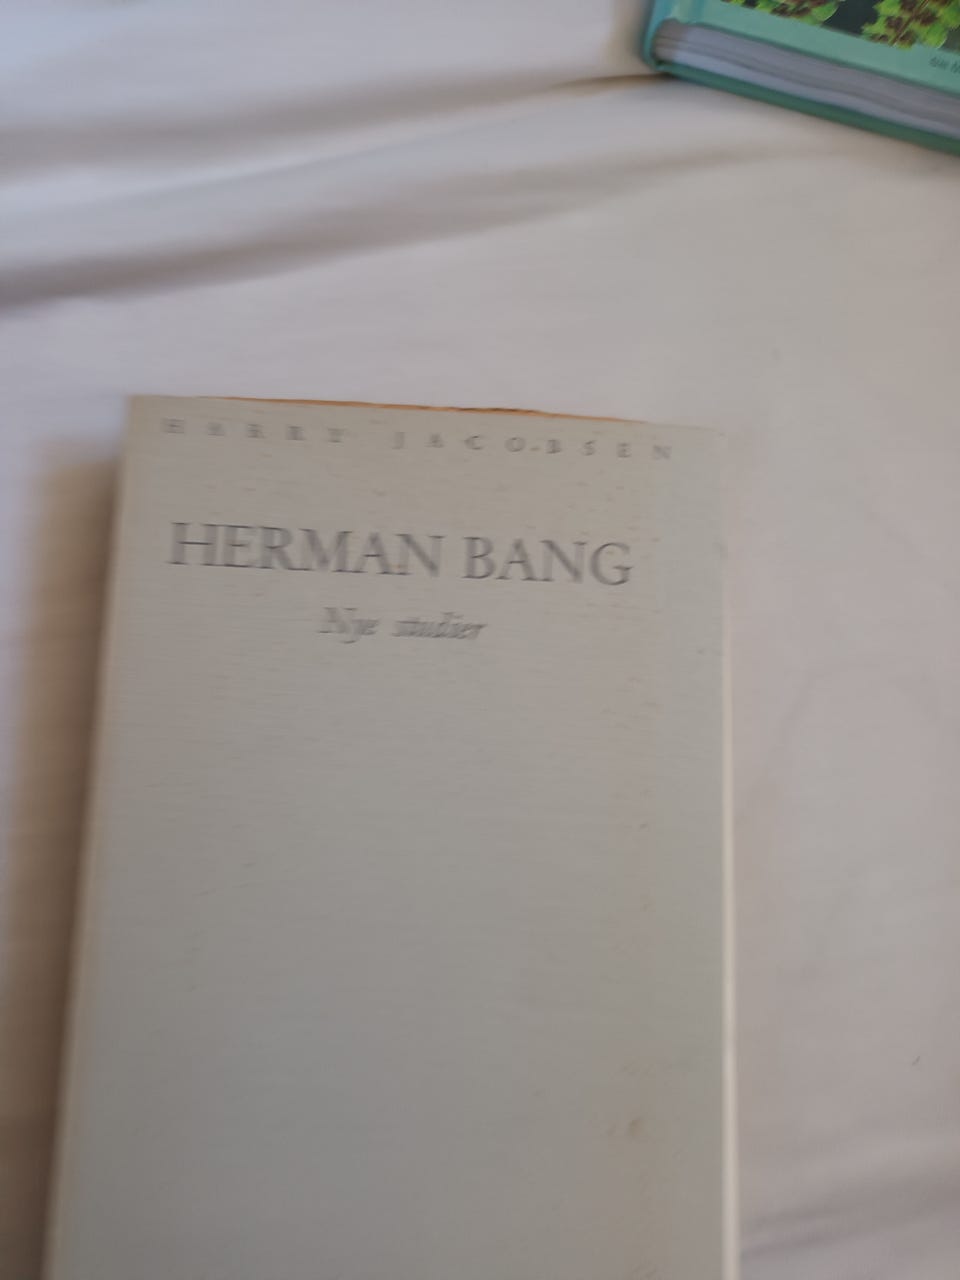 HARRY JACOBSEN
HERMAN BANG
Nye studier